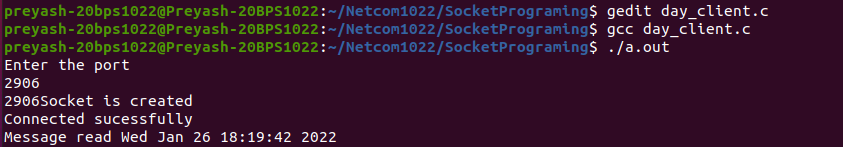 preyash-20bps1022@Preyash-20BPS1022:~/Netcom1022/SocketPrograming$ gedit day_client.c
preyash-20bps1022@Preyash-20BPS1022:~/Netcom1022/SocketPrograming$ gcc day_client.c
preyash-20bps1022@Preyash-20BPS1022:~/Netcom1022/SocketPrograming$ ./a.out
Enter the port
2906
2906Socket is created
Connected sucessfully
Message read Wed Jan 26 18:19:42 2022